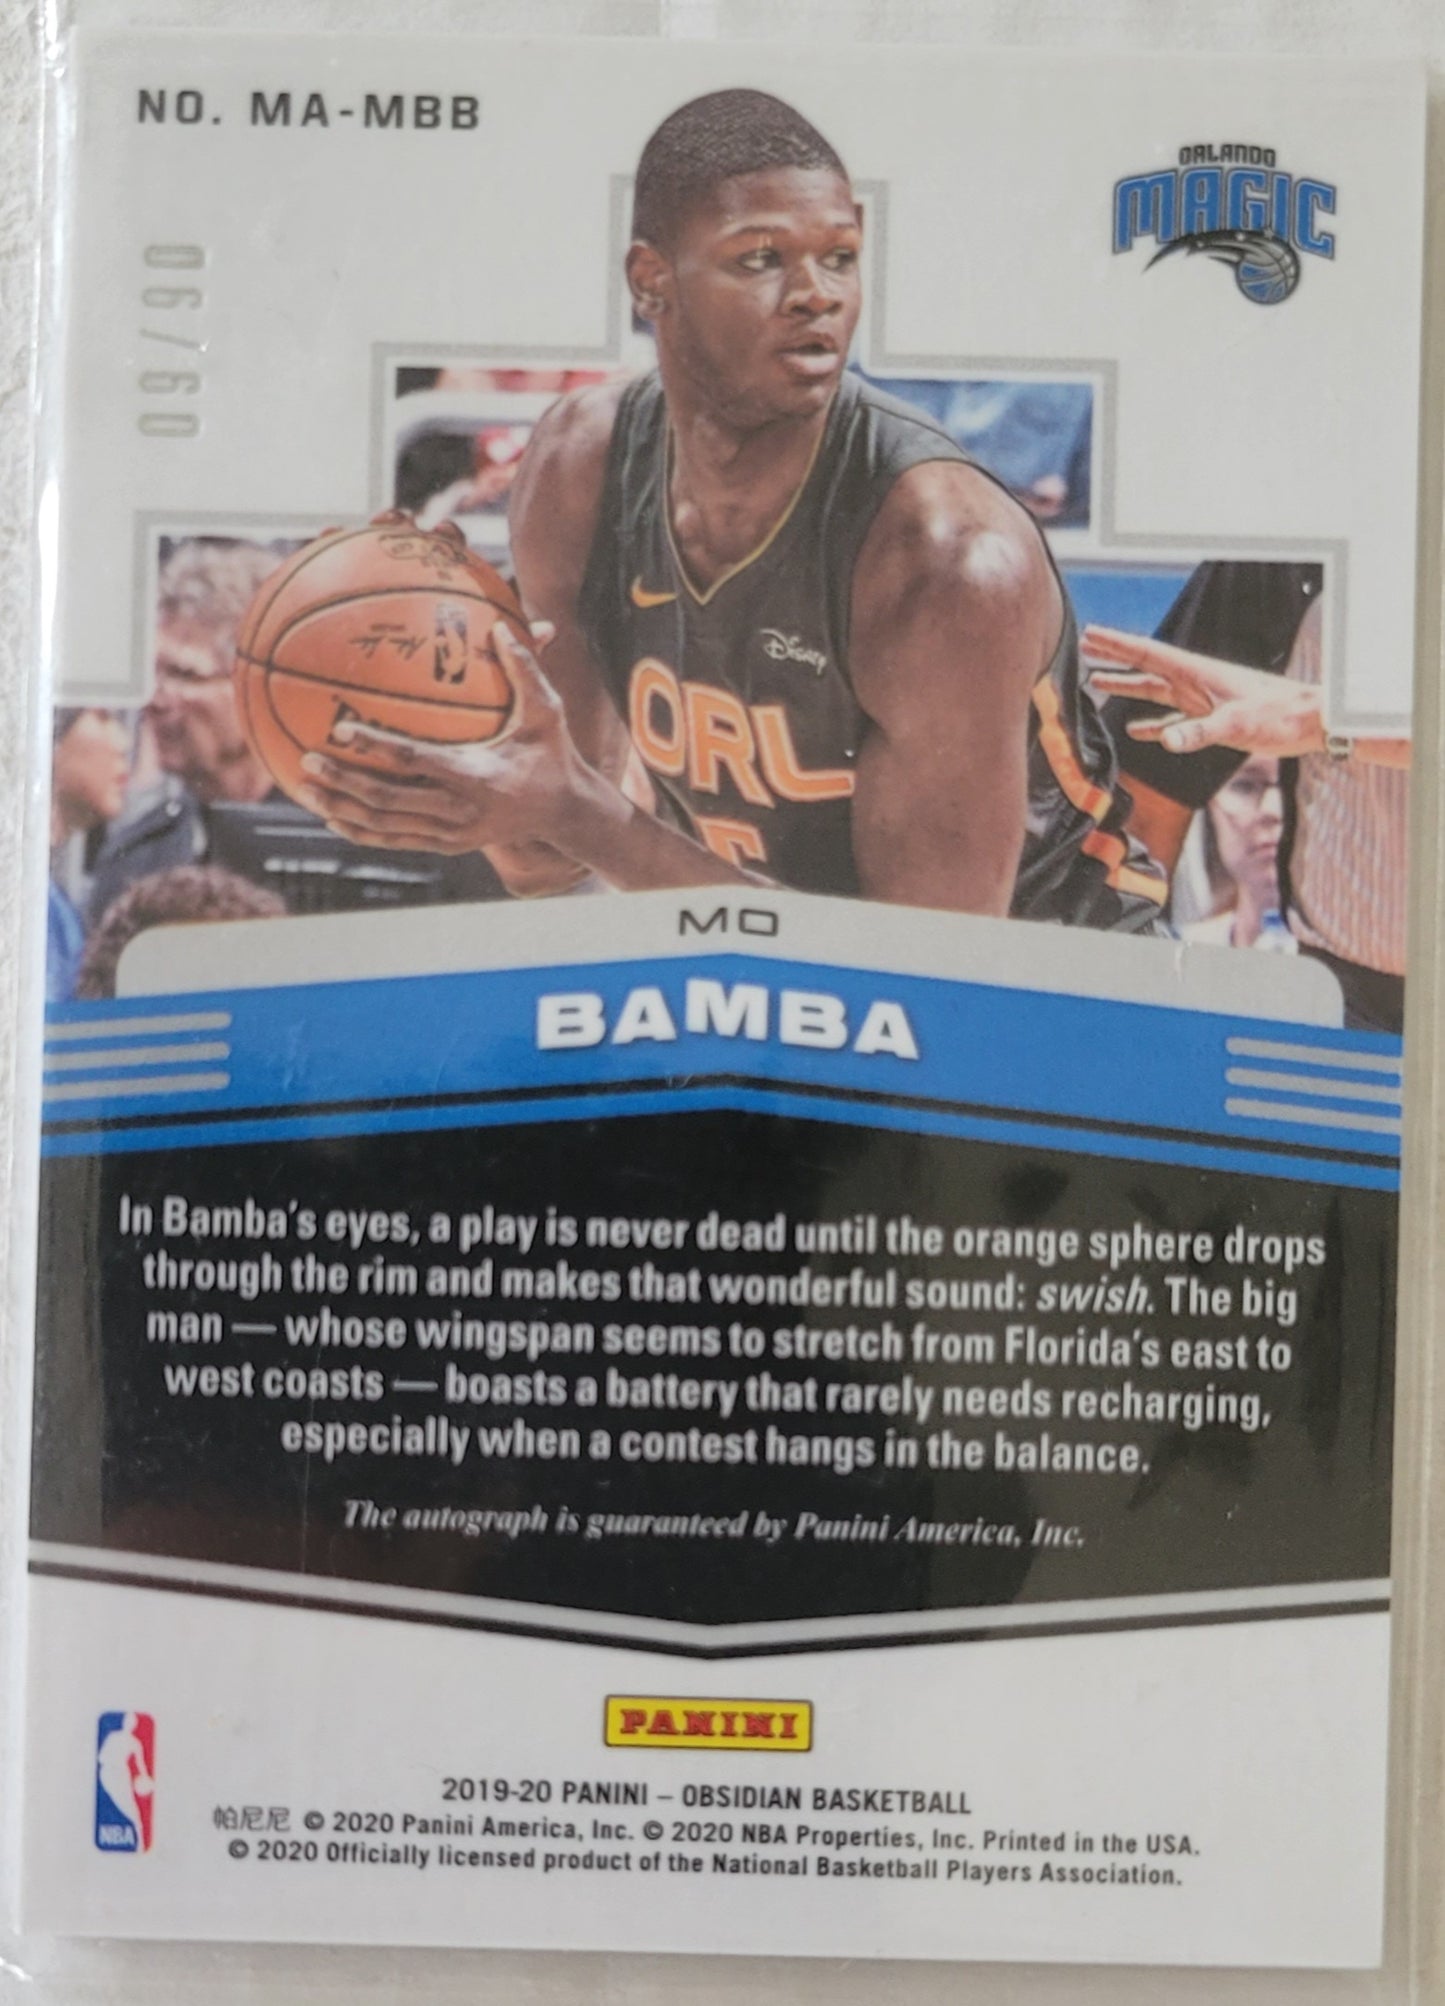 NO. MA-MBB
ORLANDO
MAGIC
Disney
ORL
5
MO
BAMBA
In Bamba's eyes, a play is never dead until the orange sphere drops
through the rim and makes that wonderful sound: swish. The big
man — whose wingspan seems to stretch from Florida's east to
west coasts — boasts a battery that rarely needs recharging,
especially when a contest hangs in the balance.
The autograph is guaranteed by Panini America, Inc.
PANINI
NBA
2019-20 PANINI – OBSIDIAN BASKETBALL
帕尼尼 © 2020 Panini America, Inc. © 2020 NBA Properties, Inc. Printed in the USA.
© 2020 Officially licensed product of the National Basketball Players Association.